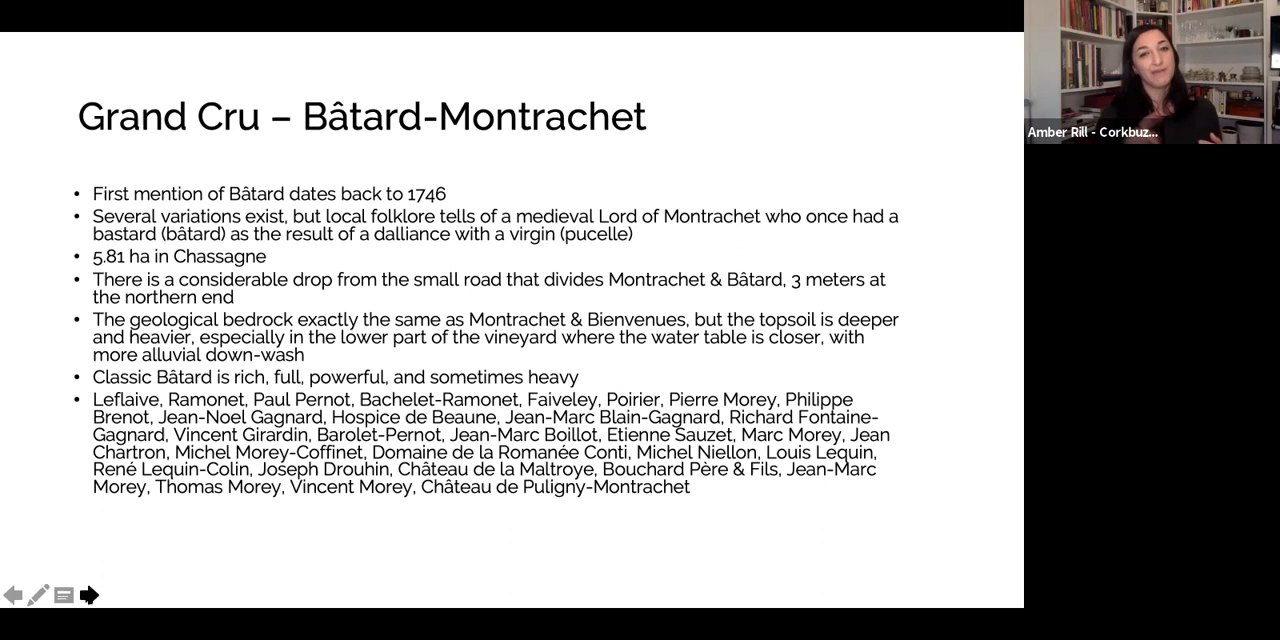 Grand Cru – Bâtard-Montrachet
• First mention of Bâtard dates back to 1746
• Several variations exist, but local folklore tells of a medieval Lord of Montrachet who once had a
bastard (bâtard) as the result of a dalliance with a virgin (pucelle)
• 5.81 ha in Chassagne
• There is a considerable drop from the small road that divides Montrachet & Bâtard, 3 meters at
the northern end
• The geological bedrock exactly the same as Montrachet & Bienvenues, but the topsoil is deeper
and heavier, especially in the lower part of the vineyard where the water table is closer, with
more alluvial down-wash
• Classic Bâtard is rich, full, powerful, and sometimes heavy
• Leflaive, Ramonet, Paul Pernot, Bachelet-Ramonet, Faiveley, Poirier, Pierre Morey, Philippe
Brenot, Jean-Noel Gagnard, Hospice de Beaune, Jean-Marc Blain-Gagnard, Richard Fontaine-
Gagnard, Vincent Girardin, Barolet-Pernot, Jean-Marc Boillot, Etienne Sauzet, Marc Morey, Jean
Chartron, Michel Morey-Coffinet, Domaine de la Romanée Conti, Michel Niellon, Louis Lequin,
René Lequin-Colin, Joseph Drouhin, Château de la Maltroye, Bouchard Père & Fils, Jean-Marc
Morey, Thomas Morey, Vincent Morey, Château de Puligny-Montrachet
Amber Rill - Corkbuz...